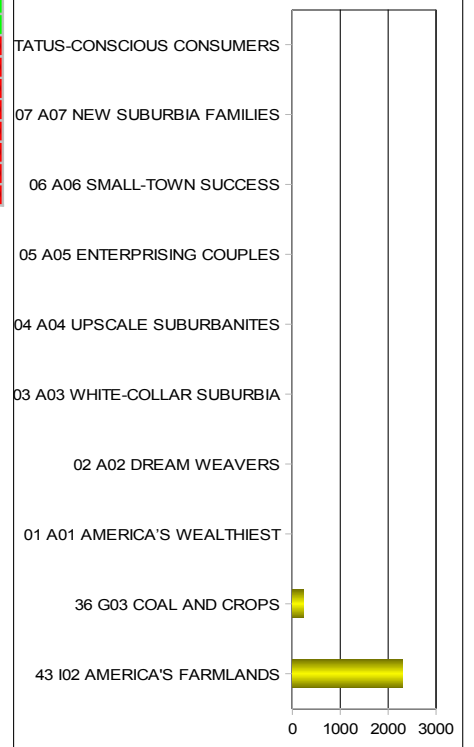 TATUS-CONSCIOUS CONSUMERS
07 A07 NEW SUBURBIA FAMILIES
06 A06 SMALL-TOWN SUCCESS
05 A05 ENTERPRISING COUPLES
04 A04 UPSCALE SUBURBANITES
03 A03 WHITE-COLLAR SUBURBIA
02 A02 DREAM WEAVERS
01 A01 AMERICA'S WEALTHIEST
36 G03 COAL AND CROPS
43 I02 AMERICA'S FARMLANDS
0 1000 2000 3000